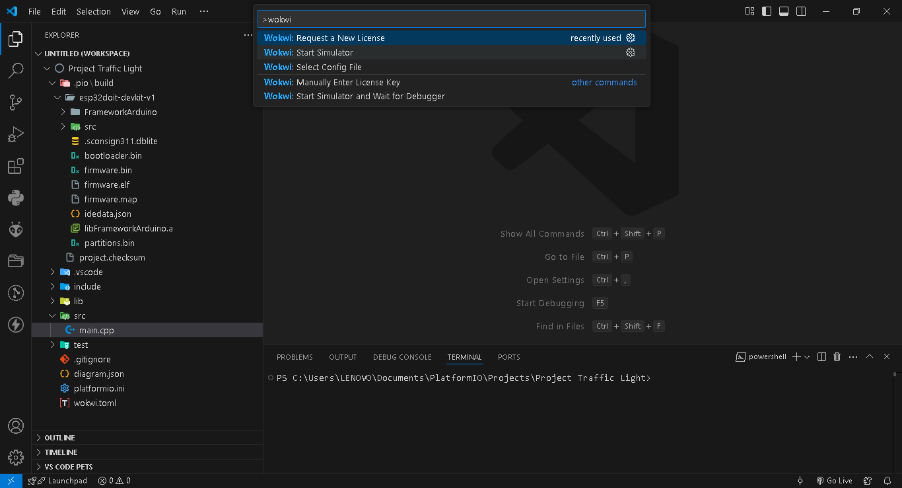 File Edit Selection View Go Run ...
>wokwi
Wokwi: Request a New License recently used
Wokwi: Start Simulator
Wokwi: Select Config File
Wokwi: Manually Enter License Key other commands
Wokwi: Start Simulator and Wait for Debugger
EXPLORER ...
UNTITLED (WORKSPACE)
Project Traffic Light
.pio \ build
esp32doit-devkit-v1
FrameworkArduino
src
.sconsign311.dblite
bootloader.bin
firmware.bin
firmware.elf
firmware.map
idedata.json
libFrameworkArduino.a
partitions.bin
project.checksum
.vscode
include
lib
src
main.cpp
test
.gitignore
diagram.json
platformio.ini
wokwi.toml
OUTLINE
TIMELINE
VS CODE PETS
Show All Commands Ctrl + Shift + P
Go to File Ctrl + P
Open Settings Ctrl + ,
Start Debugging F5
Find in Files Ctrl + Shift + F
PROBLEMS OUTPUT DEBUG CONSOLE TERMINAL PORTS powershell ...
PS C:\Users\LENOVO\Documents\PlatformIO\Projects\Project Traffic Light>
Launchpad 0 0 Go Live